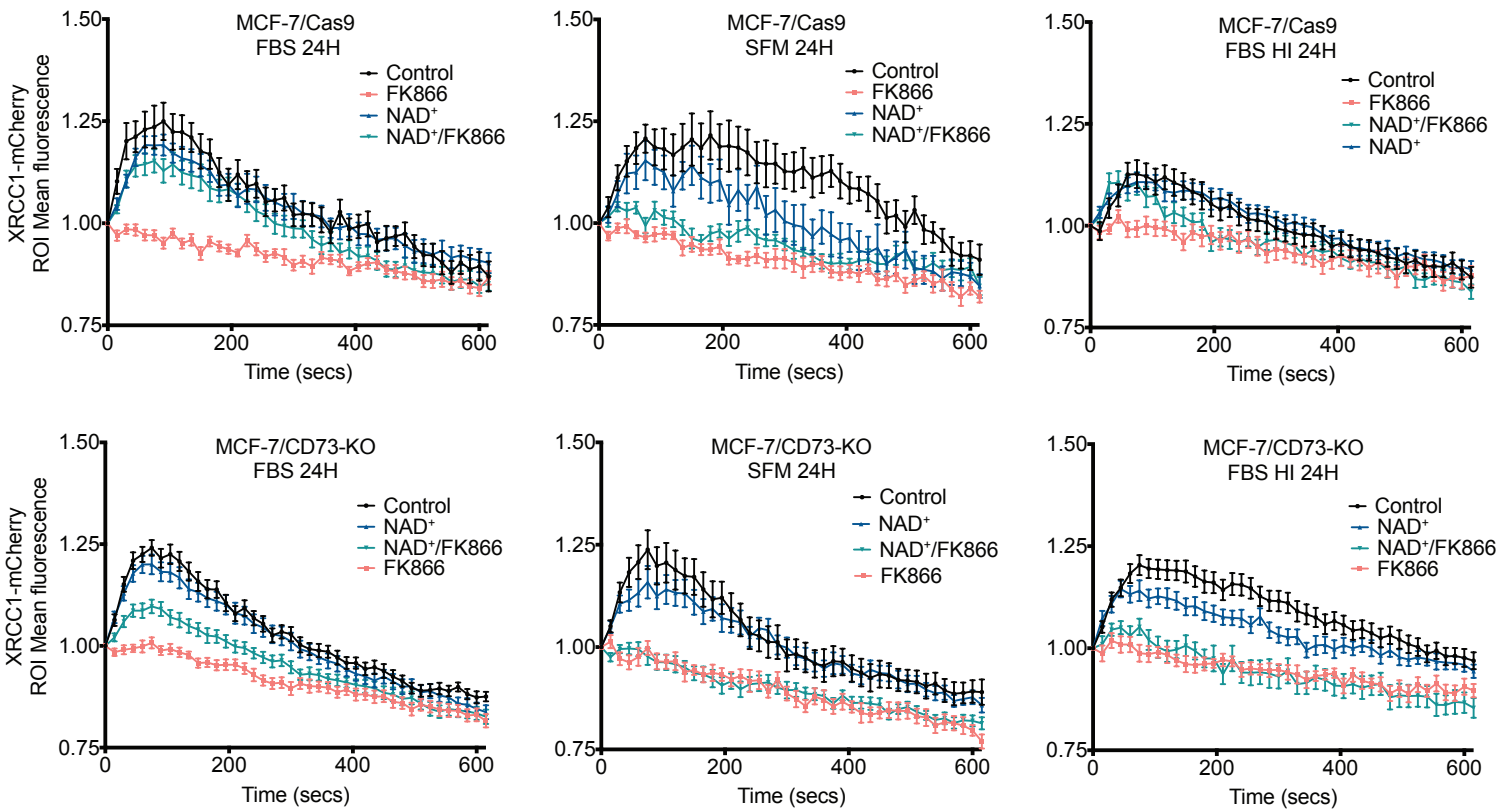 MCF-7/Cas9
FBS 24H
XRCC1-mCherry
ROI Mean fluorescence
1.50
1.25
1.00
0.75
Control
FK866
NAD⁺
NAD⁺/FK866
0
200
400
600
Time (secs)
MCF-7/Cas9
SFM 24H
1.50
1.25
1.00
0.75
Control
FK866
NAD⁺
NAD⁺/FK866
0
200
400
600
Time (secs)
MCF-7/Cas9
FBS HI 24H
1.50
1.25
1.00
0.75
Control
FK866
NAD⁺/FK866
NAD⁺
0
200
400
600
Time (secs)
MCF-7/CD73-KO
FBS 24H
XRCC1-mCherry
ROI Mean fluorescence
1.50
1.25
1.00
0.75
Control
NAD⁺
NAD⁺/FK866
FK866
0
200
400
600
Time (secs)
MCF-7/CD73-KO
SFM 24H
1.50
1.25
1.00
0.75
Control
NAD⁺
NAD⁺/FK866
FK866
0
200
400
600
Time (secs)
MCF-7/CD73-KO
FBS HI 24H
1.50
1.25
1.00
0.75
Control
NAD⁺
NAD⁺/FK866
FK866
0
200
400
600
Time (secs)